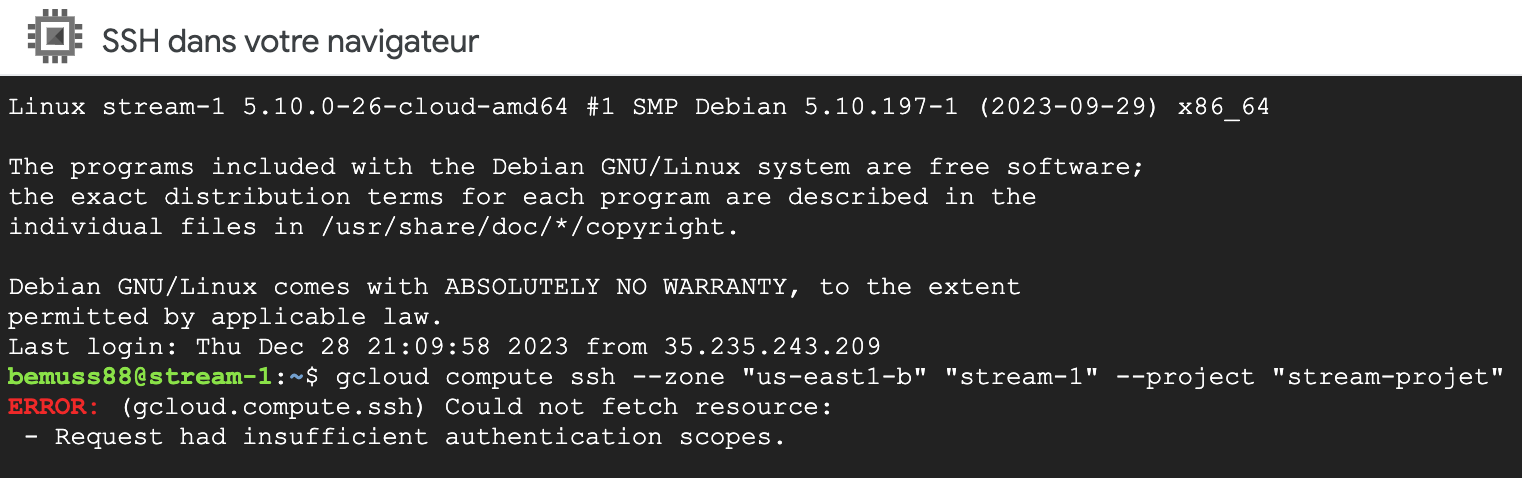 SSH dans votre navigateur
Linux stream-1 5.10.0-26-cloud-amd64 #1 SMP Debian 5.10.197-1 (2023-09-29) x86_64
The programs included with the Debian GNU/Linux system are free software;
the exact distribution terms for each program are described in the
individual files in /usr/share/doc/*/copyright.
Debian GNU/Linux comes with ABSOLUTELY NO WARRANTY, to the extent
permitted by applicable law.
Last login: Thu Dec 28 21:09:58 2023 from 35.235.243.209
bemuss88@stream-1:~$ gcloud compute ssh --zone "us-east1-b" "stream-1" --project "stream-projet"
ERROR: (gcloud.compute.ssh) Could not fetch resource:
 - Request had insufficient authentication scopes.